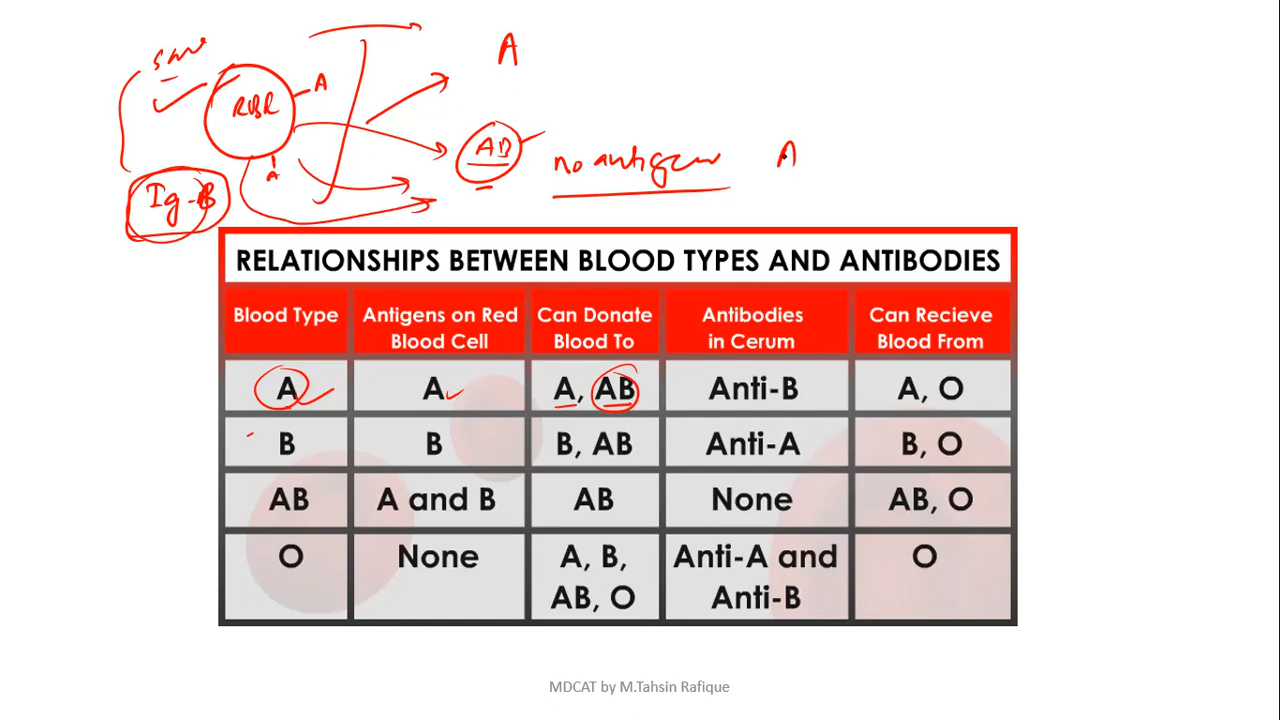 A
A
RBR
A
AB
no antigen
A
Ig-B
RELATIONSHIPS BETWEEN BLOOD TYPES AND ANTIBODIES
Blood Type
Antigens on Red
Blood Cell
Can Donate
Blood To
Antibodies
in Cerum
Can Recieve
Blood From
A
A
A, AB
Anti-B
A, O
B
B
B, AB
Anti-A
B, O
AB
A and B
AB
None
AB, O
O
None
A, B,
AB, O
Anti-A and
Anti-B
O
MDCAT by M.Tahsin Rafique